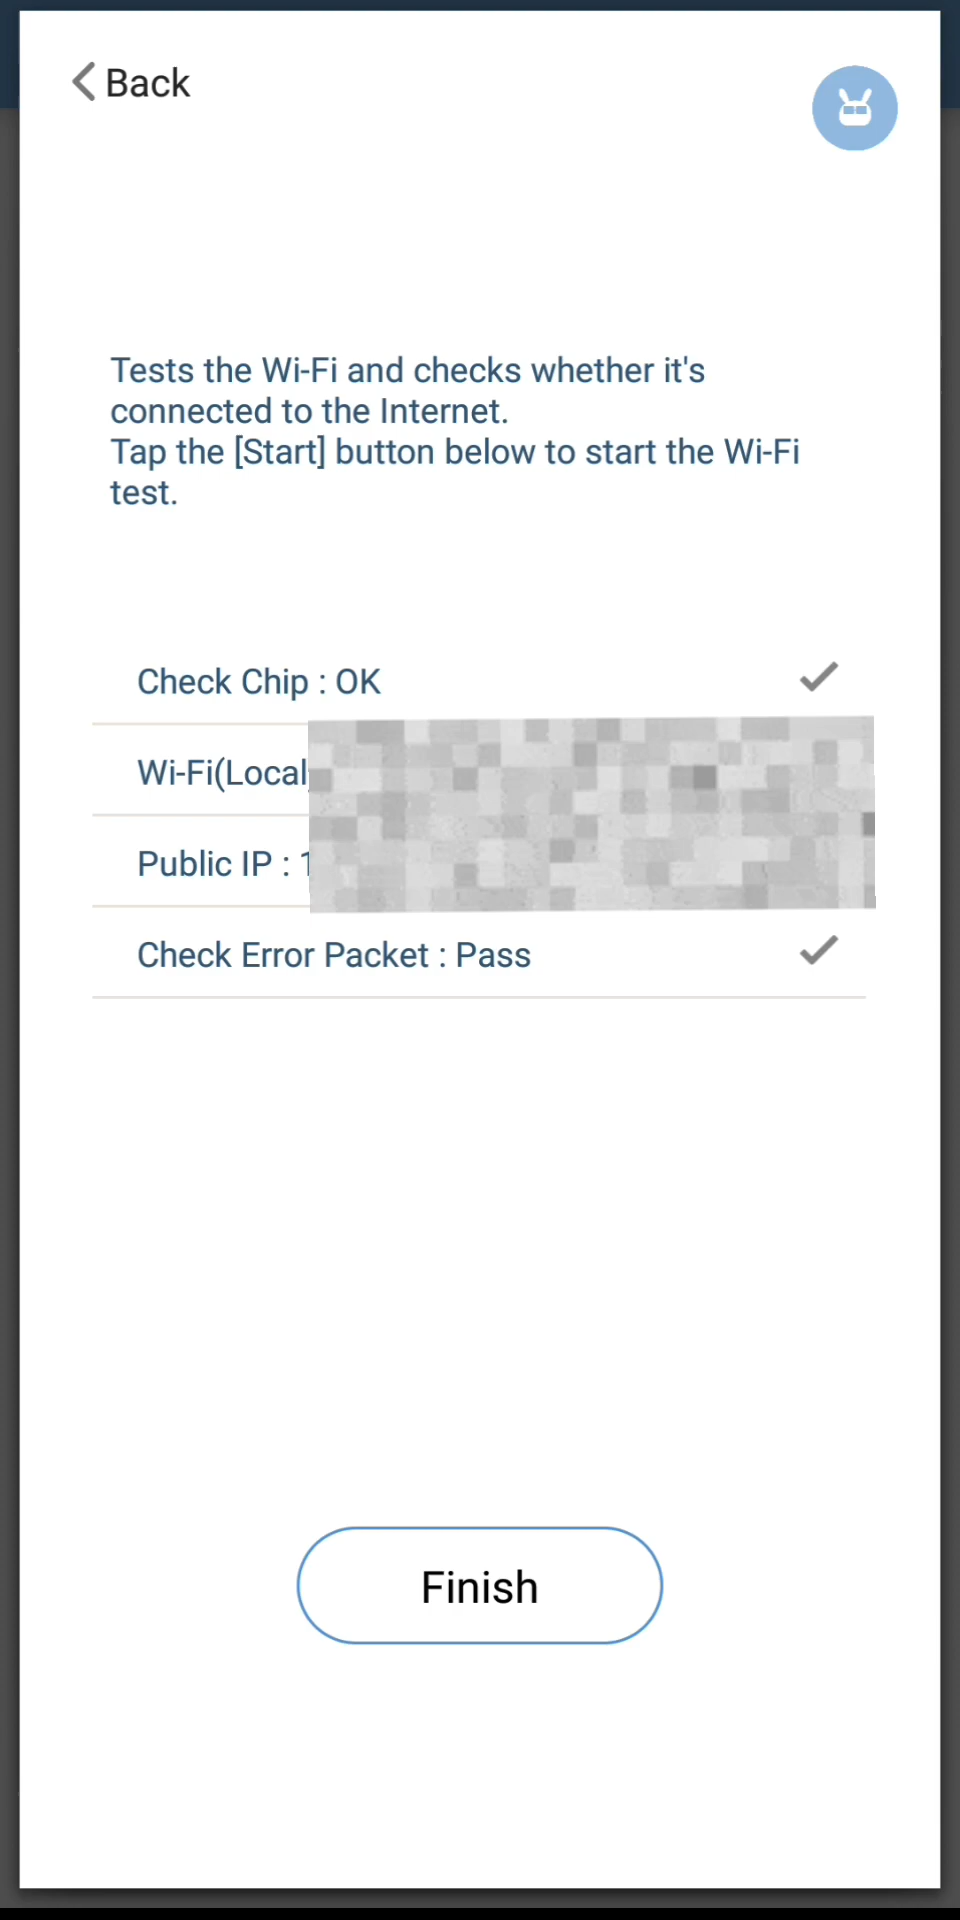 Back
Tests the Wi-Fi and checks whether it's
connected to the Internet.
Tap the [Start] button below to start the Wi-Fi
test.
Check Chip : OK
Wi-Fi(Local
Public IP :
Check Error Packet : Pass
Finish